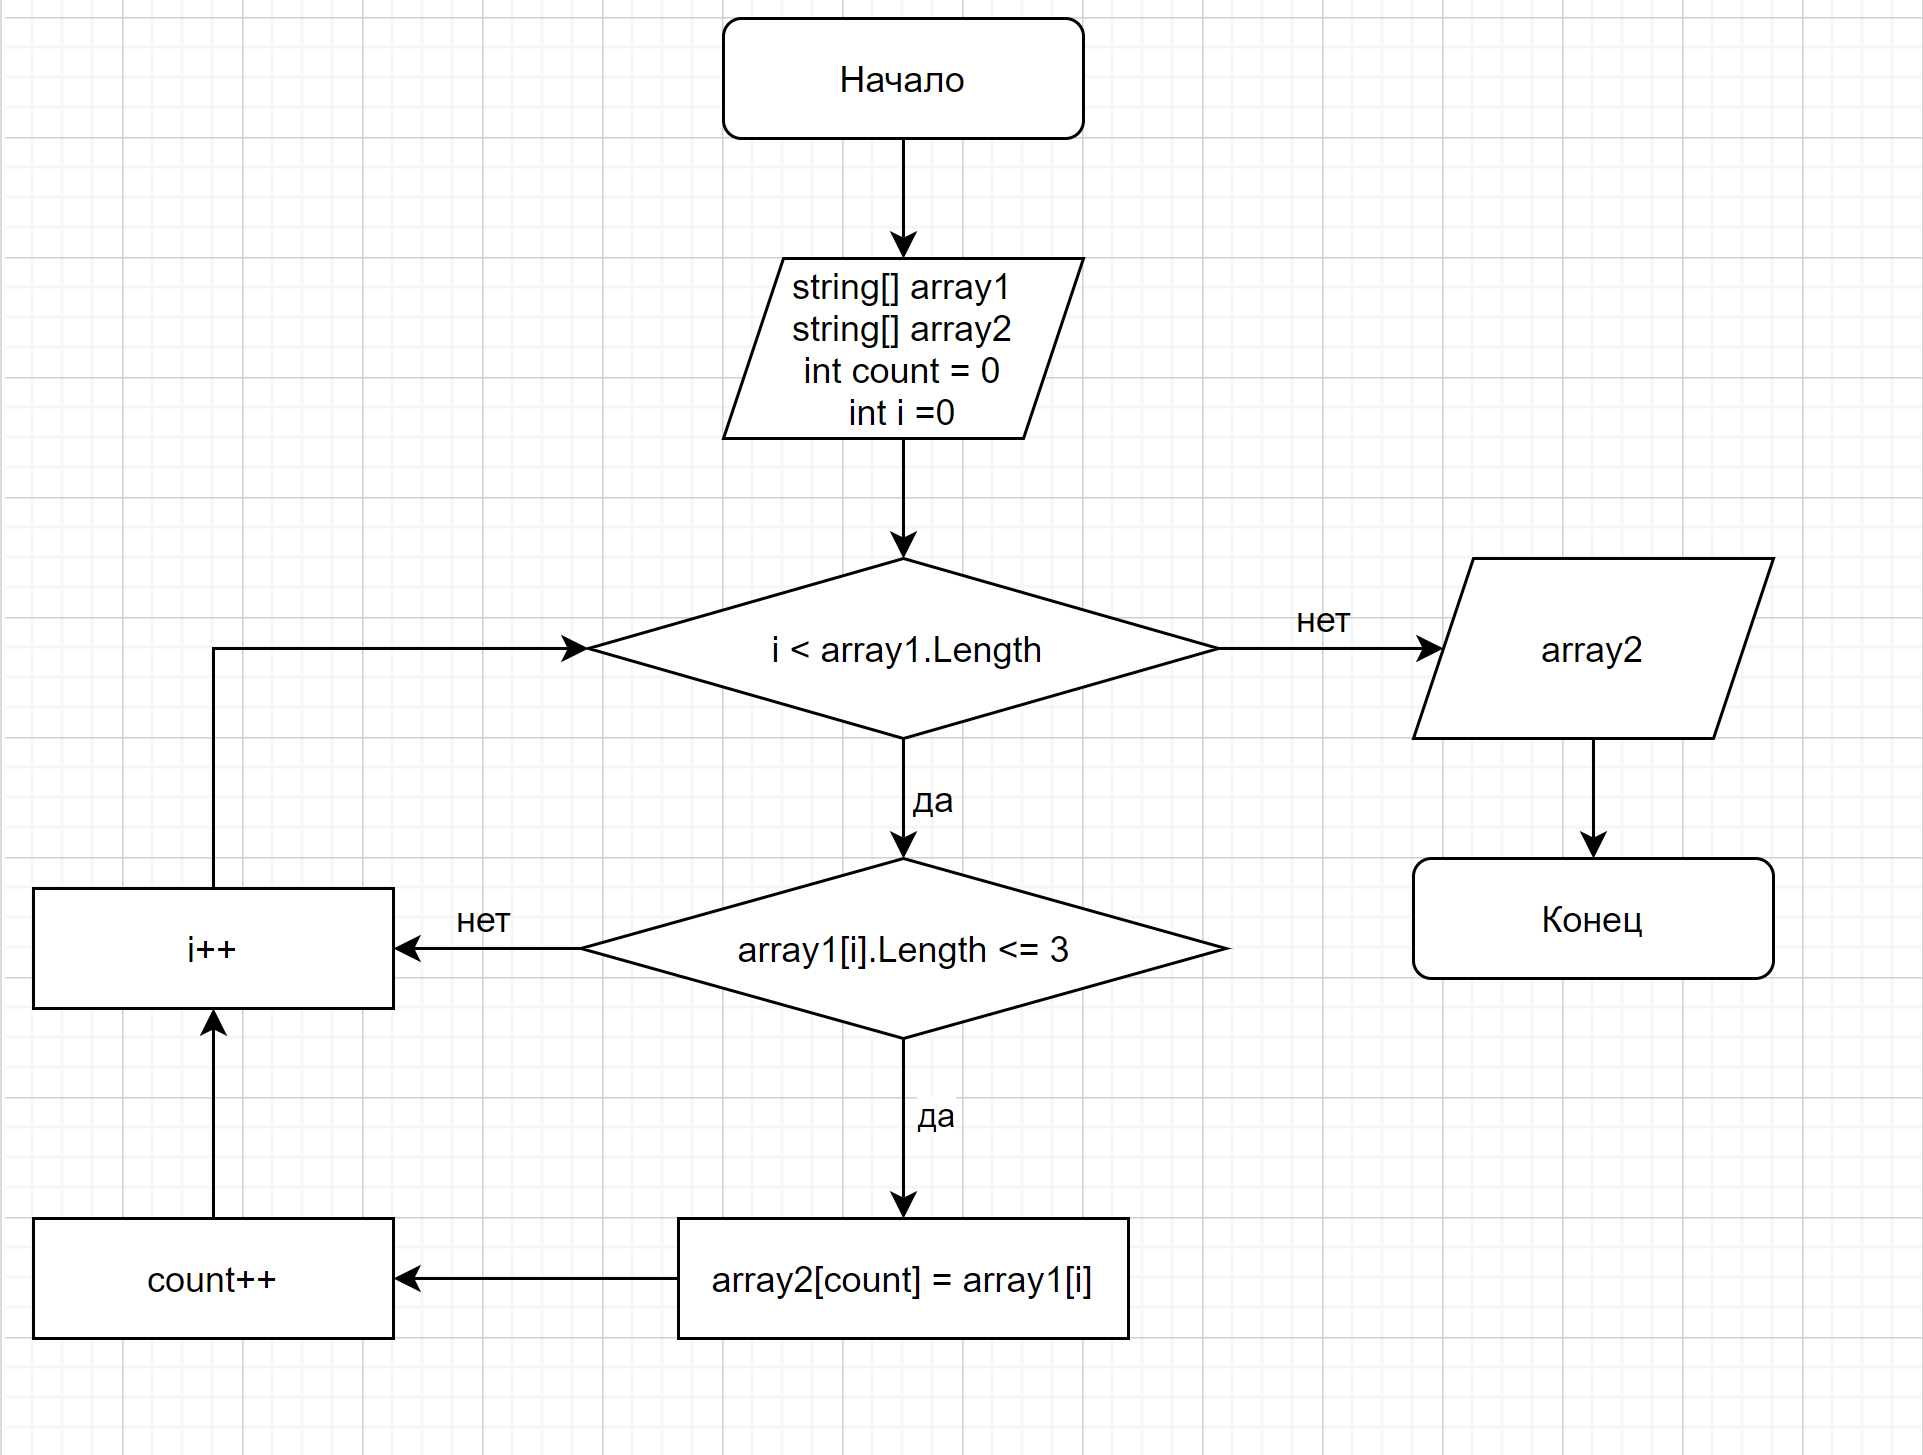 Начало
string[] array1
string[] array2
int count = 0
int i =0
i < array1.Length
нет
array2
да
Конец
array1[i].Length <= 3
нет
i++
да
array2[count] = array1[i]
count++